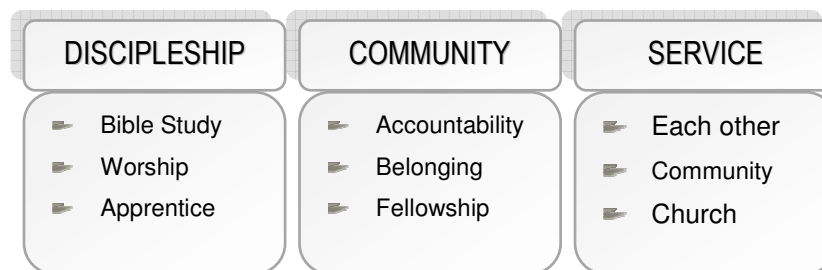 DISCIPLESHIP
Bible Study
Worship
Apprentice
COMMUNITY
Accountability
Belonging
Fellowship
SERVICE
Each other
Community
Church